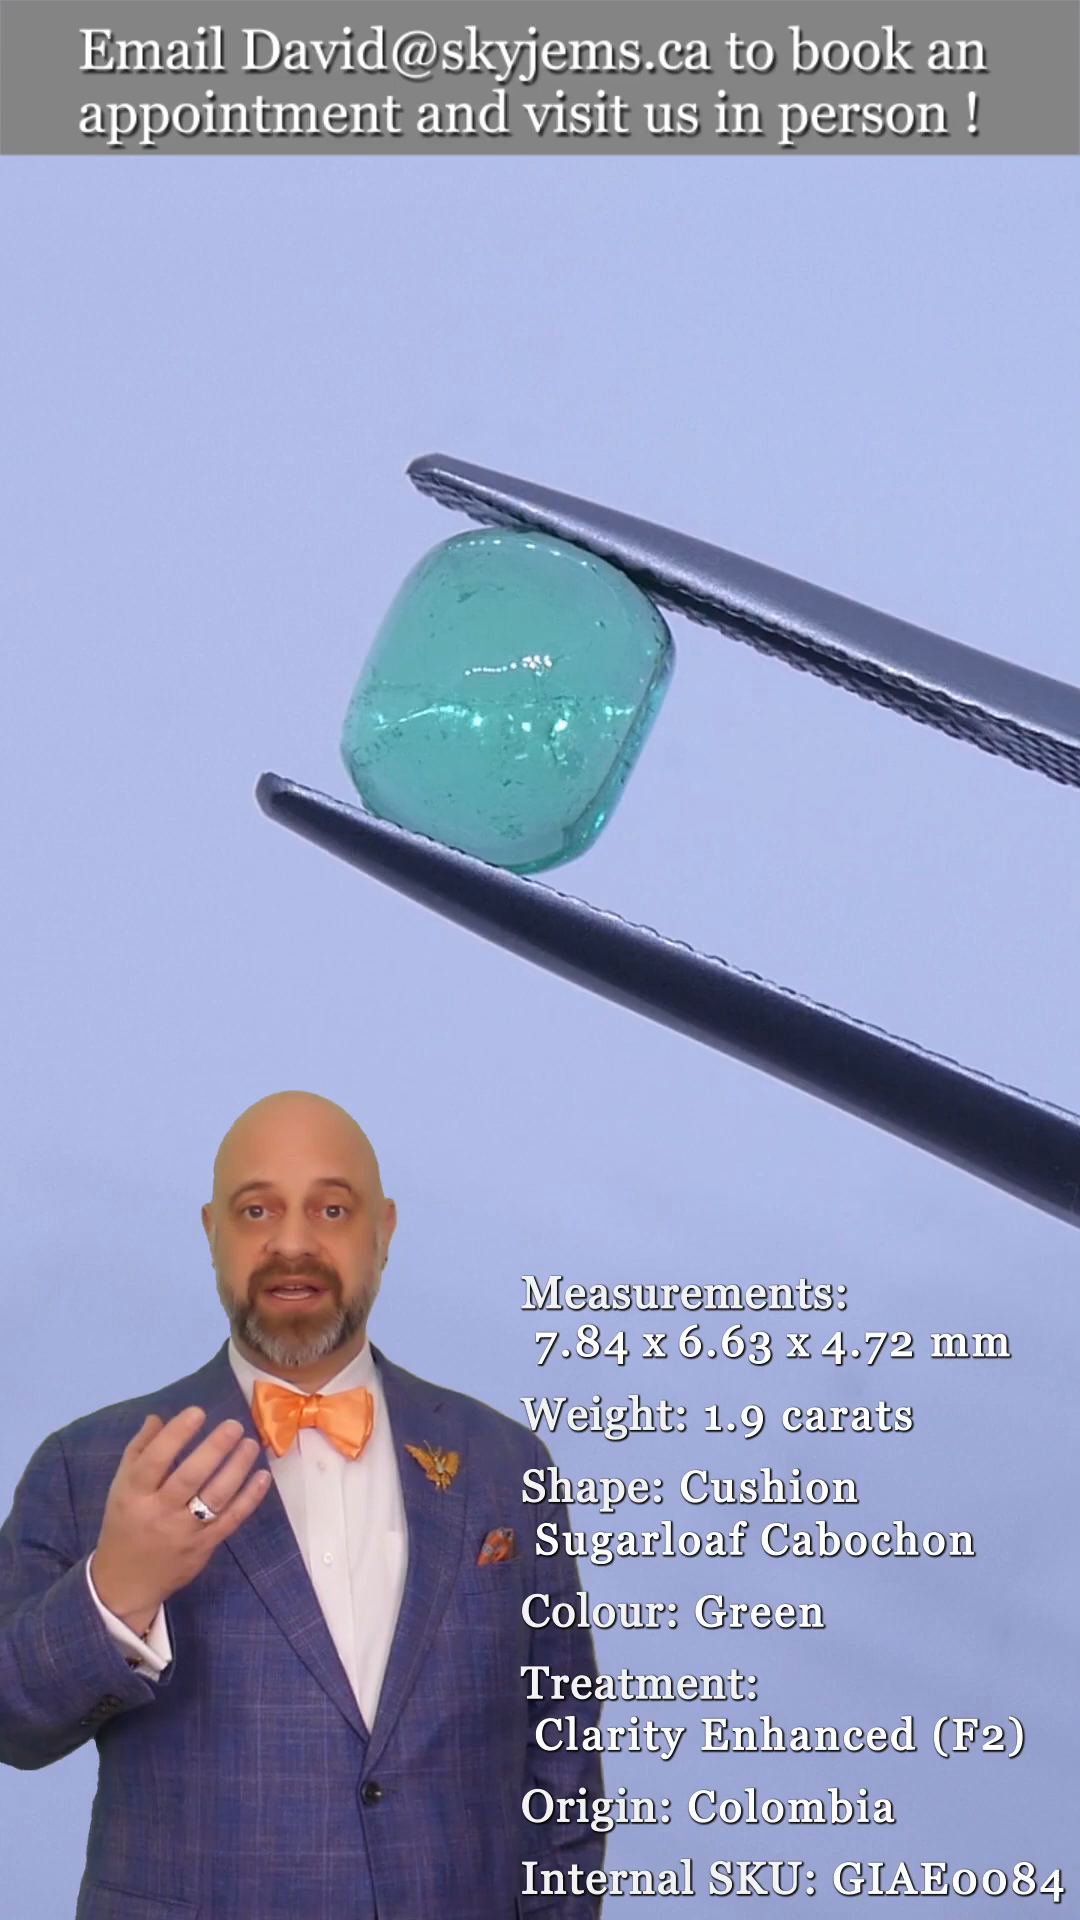 Email David@skyjems.ca to book an
appointment and visit us in person !
Measurements:
7.84 x 6.63 x 4.72 mm
Weight: 1.9 carats
Shape: Cushion
Sugarloaf Cabochon
Colour: Green
Treatment:
Clarity Enhanced (F2)
Origin: Colombia
Internal SKU: GIAE0084